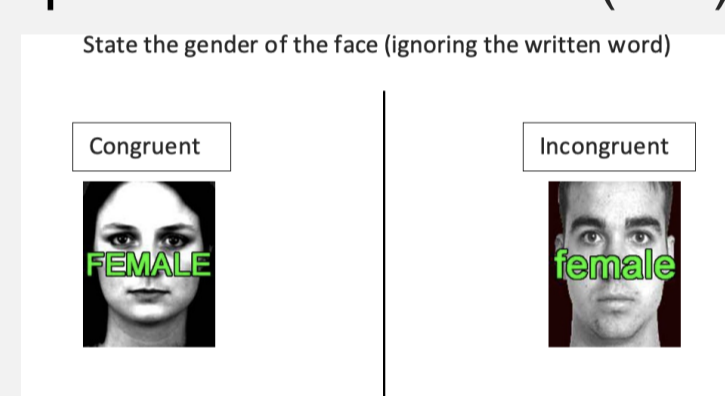 State the gender of the face (ignoring the written word)
Congruent
Incongruent
FEMALE
female